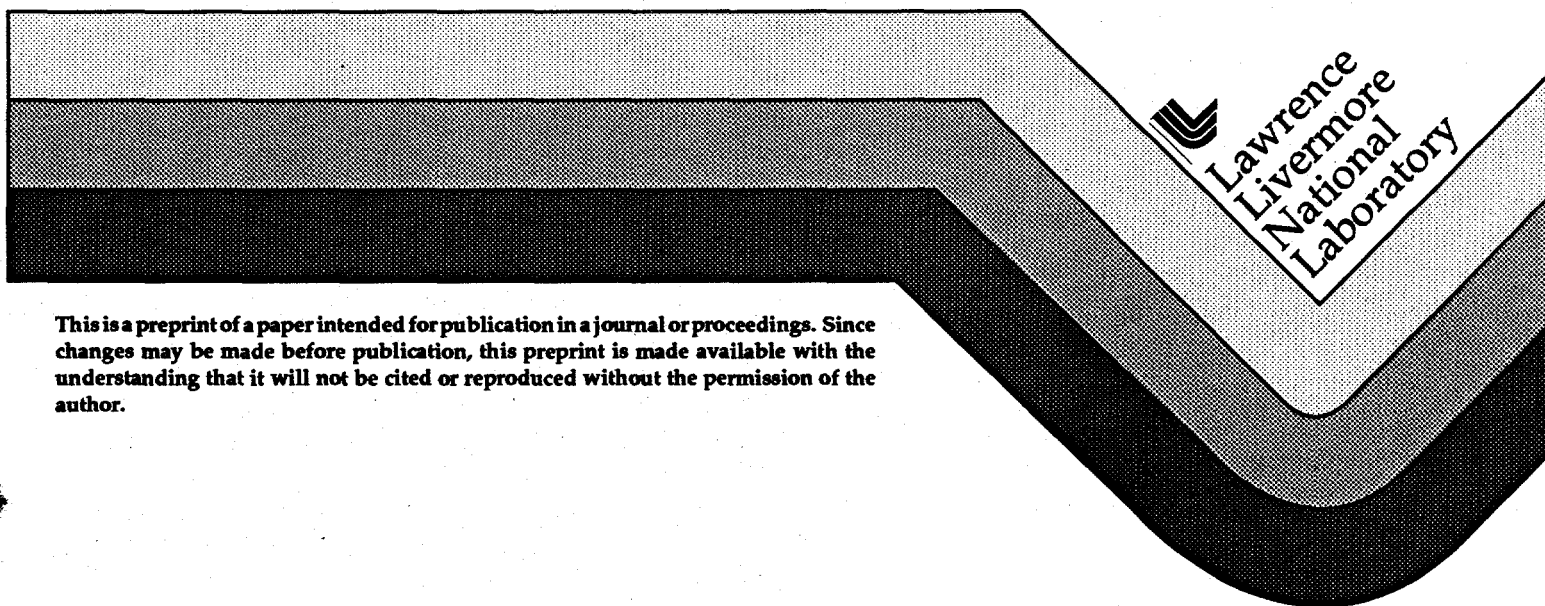 Lawrence
Livermore
National
Laboratory
This is a preprint of a paper intended for publication in a journal or proceedings. Since
changes may be made before publication, this preprint is made available with the
understanding that it will not be cited or reproduced without the permission of the
author.